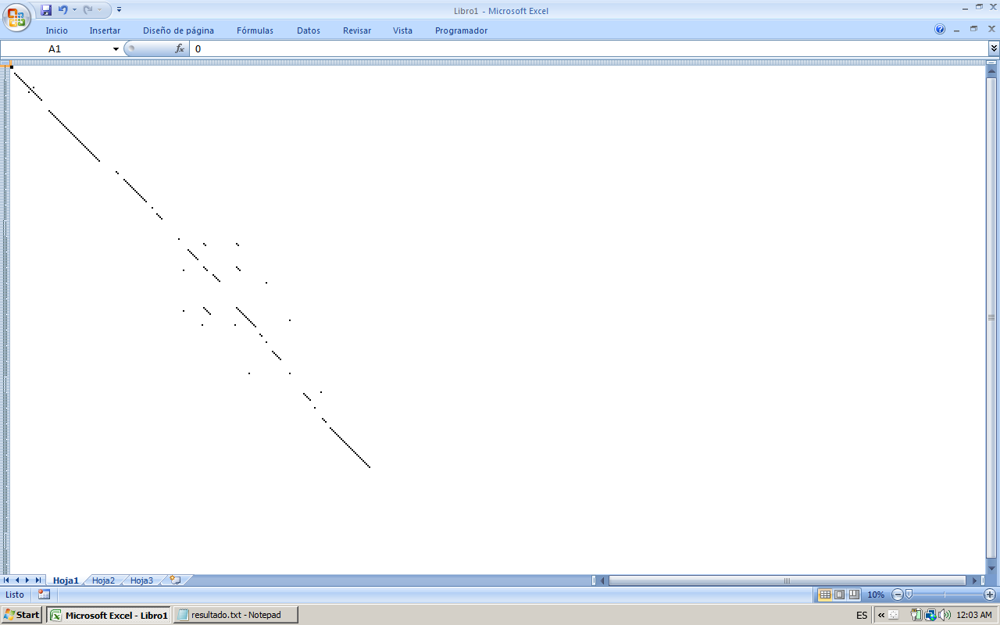 Libro1 - Microsoft Excel
Inicio Insertar Diseño de página Fórmulas Datos Revisar Vista Programador
A1 fx 0
Hoja1 Hoja2 Hoja3
Listo 10%
Start Microsoft Excel - Libro1 resultado.txt - Notepad ES 12:03 AM